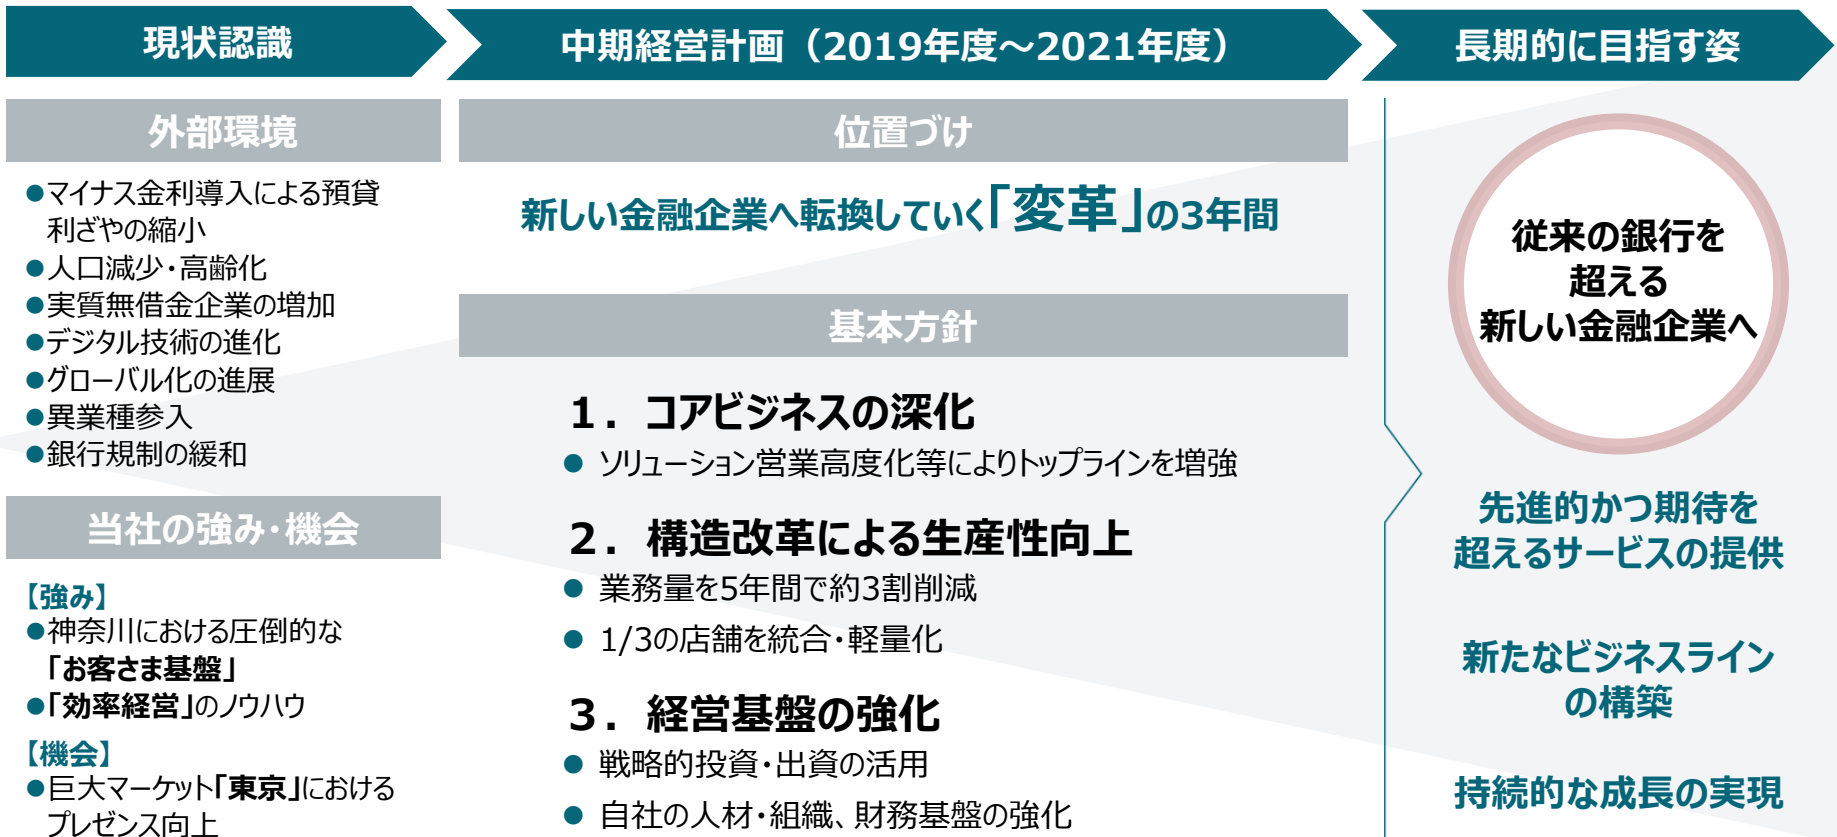 現状認識
中期経営計画（2019年度～2021年度）
長期的に目指す姿
外部環境
●マイナス金利導入による預貸
利ざやの縮小
●人口減少・高齢化
●実質無借金企業の増加
●デジタル技術の進化
●グローバル化の進展
●異業種参入
●銀行規制の緩和
当社の強み・機会
【強み】
●神奈川における圧倒的な
「お客さま基盤」
●「効率経営」のノウハウ
【機会】
●巨大マーケット「東京」における
プレゼンス向上
位置づけ
新しい金融企業へ転換していく「変革」の3年間
基本方針
１．コアビジネスの深化
● ソリューション営業高度化等によりトップラインを増強
２．構造改革による生産性向上
● 業務量を5年間で約3割削減
● 1/3の店舗を統合・軽量化
３．経営基盤の強化
● 戦略的投資・出資の活用
● 自社の人材・組織、財務基盤の強化
従来の銀行を
超える
新しい金融企業へ
先進的かつ期待を
超えるサービスの提供
新たなビジネスライン
の構築
持続的な成長の実現